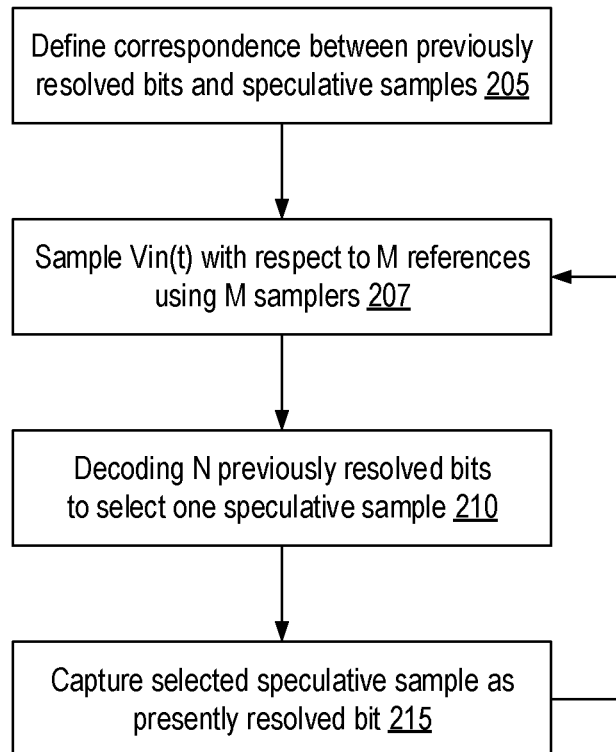 Define correspondence between previously
resolved bits and speculative samples 205
Sample Vin(t) with respect to M references
using M samplers 207
Decoding N previously resolved bits
to select one speculative sample 210
Capture selected speculative sample as
presently resolved bit 215